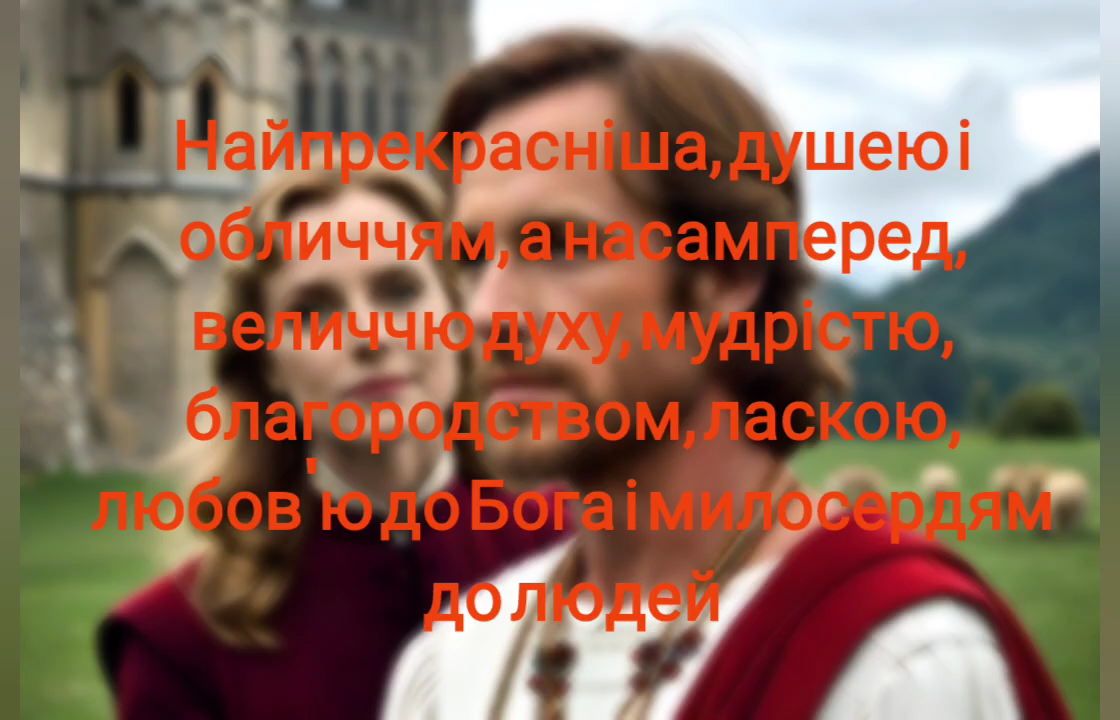 Найпрекрасніша, душею і
обличчям, а насамперед,
величчю духу, мудрістю,
благородством, ласкою,
любов 'ю до Бога і милосердям
до людей